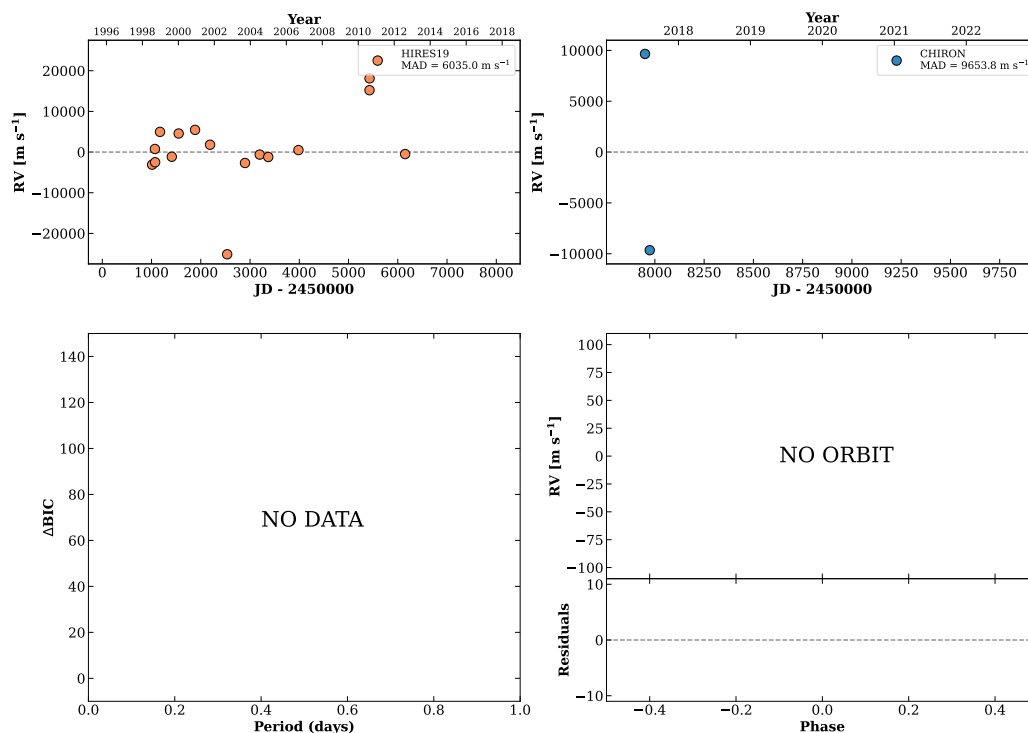 Year
1996 1998 1999 2000 2002 2003 2004 2006 2007 2008 2010 2011 2012 2014 2015 2016 2018
HIRES19
MAD = 6035.0 m s⁻¹
RV [m s⁻¹]
20000
10000
0
−10000
−20000
0 1000 2000 3000 4000 5000 6000 7000 8000
JD - 2450000
Year
2018 2019 2020 2021 2022
CHIRON
MAD = 9653.8 m s⁻¹
RV [m s⁻¹]
10000
5000
0
−5000
−10000
8000 8250 8500 8750 9000 9250 9500 9750
JD - 2450000
ΔBIC
140
120
100
80
60
40
20
0
NO DATA
0.0 0.2 0.4 0.6 0.8 1.0
Period (days)
RV [m s⁻¹]
100
75
50
25
0
−25
−50
−75
−100
NO ORBIT
Residuals
10
0
−10
−0.4 −0.2 0.0 0.2 0.4
Phase